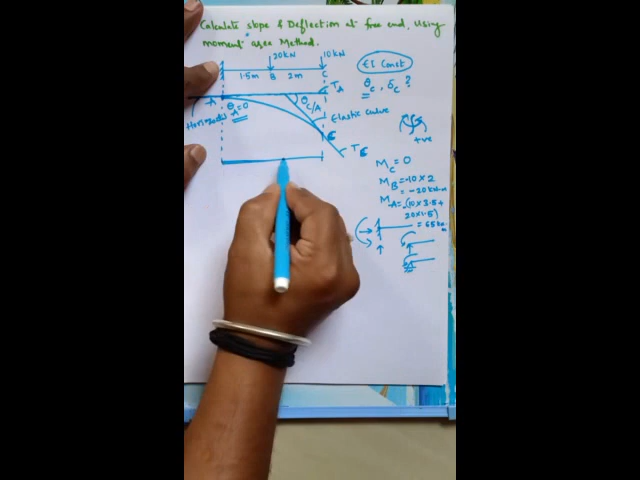 Calculate slope & Deflection at free end, Using
moment area Method.
20KN 10KN
1.5m B 2m C
EI Const
θc, δc ?
A θA=0 θC/A TA
Horizontal Elastic curve
+ve
C
TC
Mc = 0
MB = -10 × 2
= -20KN-m
MA = -(10 × 3.5 +
20×1.5)
= 65KN
m